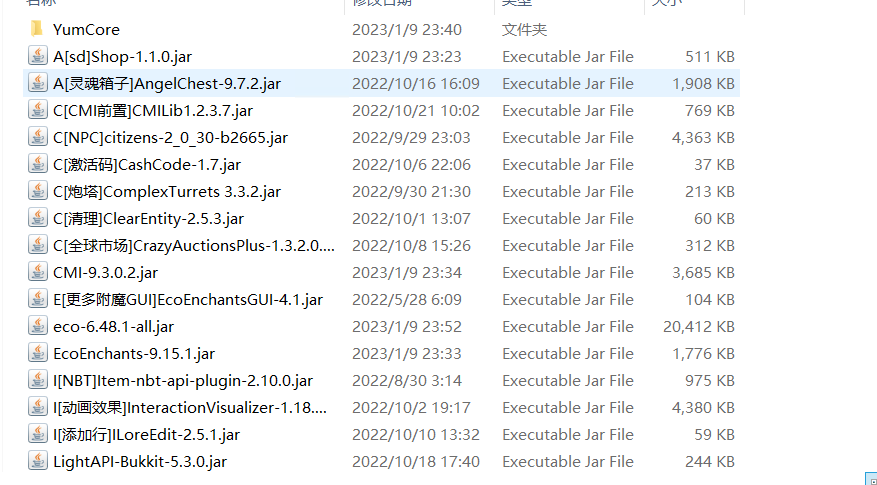 名称 修改日期 类型 大小
YumCore 2023/1/9 23:40 文件夹
A[sd]Shop-1.1.0.jar 2023/1/9 23:23 Executable Jar File 511 KB
A[灵魂箱子]AngelChest-9.7.2.jar 2022/10/16 16:09 Executable Jar File 1,908 KB
C[CMI前置]CMILib1.2.3.7.jar 2022/10/21 10:02 Executable Jar File 769 KB
C[NPC]citizens-2_0_30-b2665.jar 2022/9/29 23:03 Executable Jar File 4,363 KB
C[激活码]CashCode-1.7.jar 2022/10/6 22:06 Executable Jar File 37 KB
C[炮塔]ComplexTurrets 3.3.2.jar 2022/9/30 21:30 Executable Jar File 213 KB
C[清理]ClearEntity-2.5.3.jar 2022/10/1 13:07 Executable Jar File 60 KB
C[全球市场]CrazyAuctionsPlus-1.3.2.0.... 2022/10/8 15:26 Executable Jar File 312 KB
CMI-9.3.0.2.jar 2023/1/9 23:34 Executable Jar File 3,685 KB
E[更多附魔GUI]EcoEnchantsGUI-4.1.jar 2022/5/28 6:09 Executable Jar File 104 KB
eco-6.48.1-all.jar 2023/1/9 23:52 Executable Jar File 20,412 KB
EcoEnchants-9.15.1.jar 2023/1/9 23:33 Executable Jar File 1,776 KB
I[NBT]Item-nbt-api-plugin-2.10.0.jar 2022/8/30 3:14 Executable Jar File 975 KB
I[动画效果]InteractionVisualizer-1.18.... 2022/10/2 19:17 Executable Jar File 4,380 KB
I[添加行]ILoreEdit-2.5.1.jar 2022/10/10 13:32 Executable Jar File 59 KB
LightAPI-Bukkit-5.3.0.jar 2022/10/18 17:40 Executable Jar File 244 KB